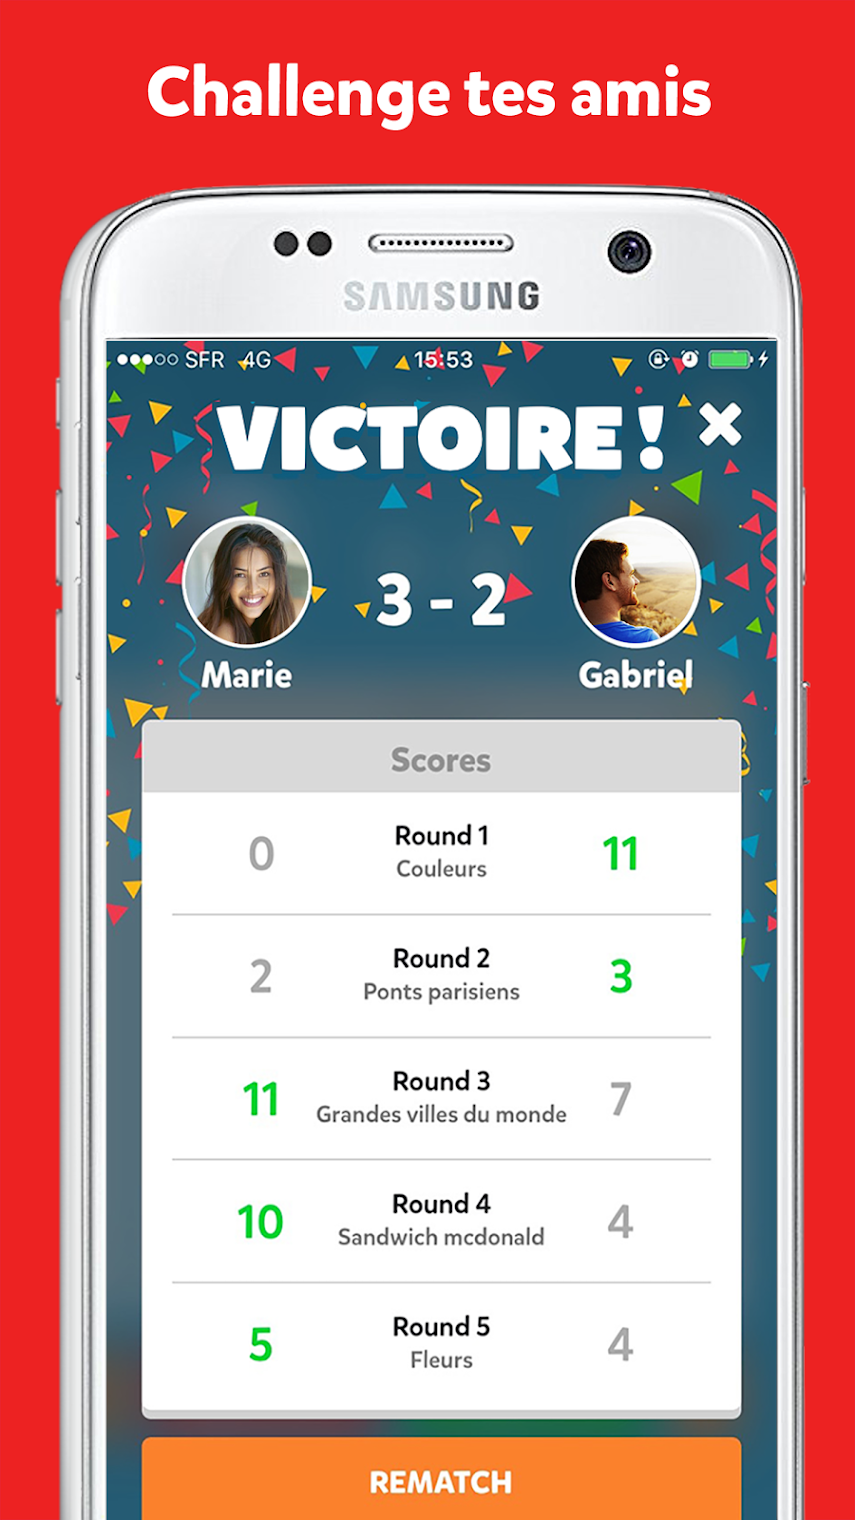 Challenge tes amis
SAMSUNG
SFR 4G 15:53
VICTOIRE !
3 - 2
Marie Gabriel
Scores
Round 1
0 11
Couleurs
Round 2
2 3
Ponts parisiens
Round 3
11 7
Grandes villes du monde
Round 4
10 4
Sandwich mcdonald
Round 5
5 4
Fleurs
REMATCH